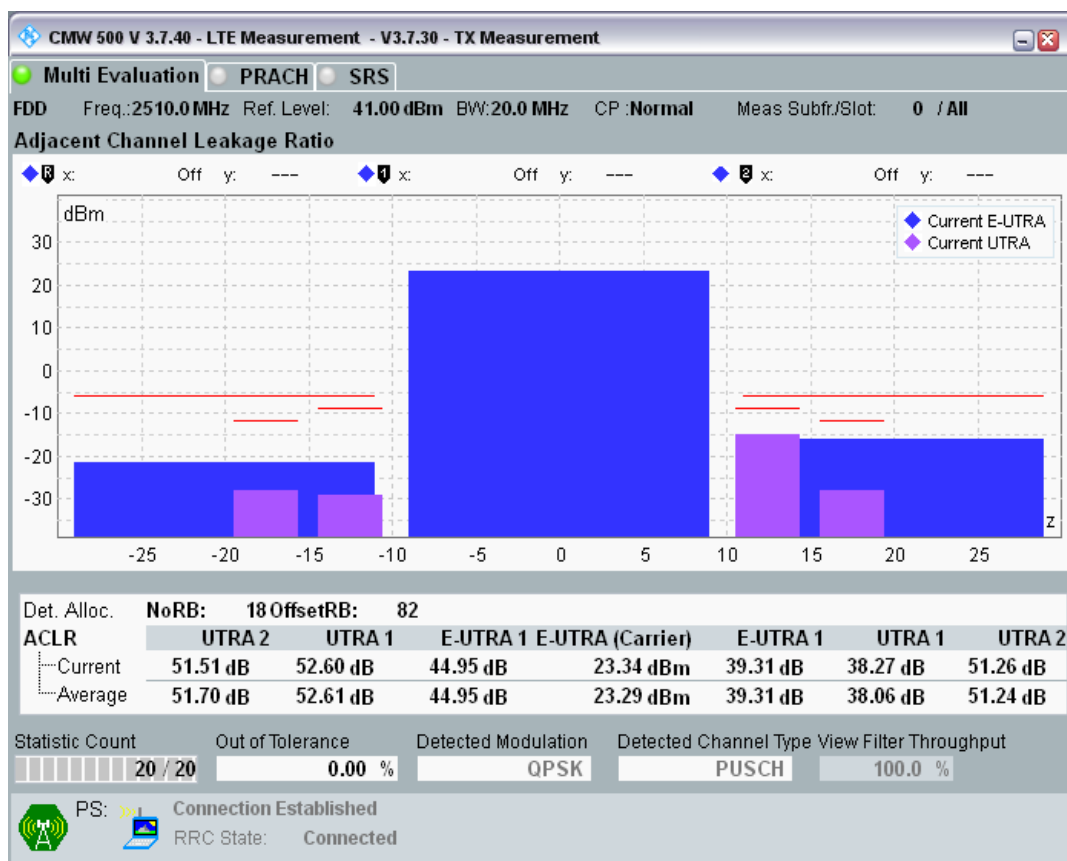 CMW 500 V 3.7.40 - LTE Measurement - V3.7.30 - TX Measurement
Multi Evaluation PRACH SRS
FDD Freq.:2510.0 MHz Ref. Level: 41.00 dBm BW:20.0 MHz CP :Normal Meas Subfr./Slot: 0 / All
Adjacent Channel Leakage Ratio
R x: Off y: --- 1 x: Off y: --- 2 x: Off y: ---
dBm
Current E-UTRA
Current UTRA
30
20
10
0
-10
-20
-30
z
-25 -20 -15 -10 -5 0 5 10 15 20 25
Det. Alloc. NoRB: 18 OffsetRB: 82
ACLR UTRA 2 UTRA 1 E-UTRA 1 E-UTRA (Carrier) E-UTRA 1 UTRA 1 UTRA 2
Current 51.51 dB 52.60 dB 44.95 dB 23.34 dBm 39.31 dB 38.27 dB 51.26 dB
Average 51.70 dB 52.61 dB 44.95 dB 23.29 dBm 39.31 dB 38.06 dB 51.24 dB
Statistic Count Out of Tolerance Detected Modulation Detected Channel Type View Filter Throughput
20 / 20 0.00 % QPSK PUSCH 100.0 %
PS: Connection Established
RRC State: Connected